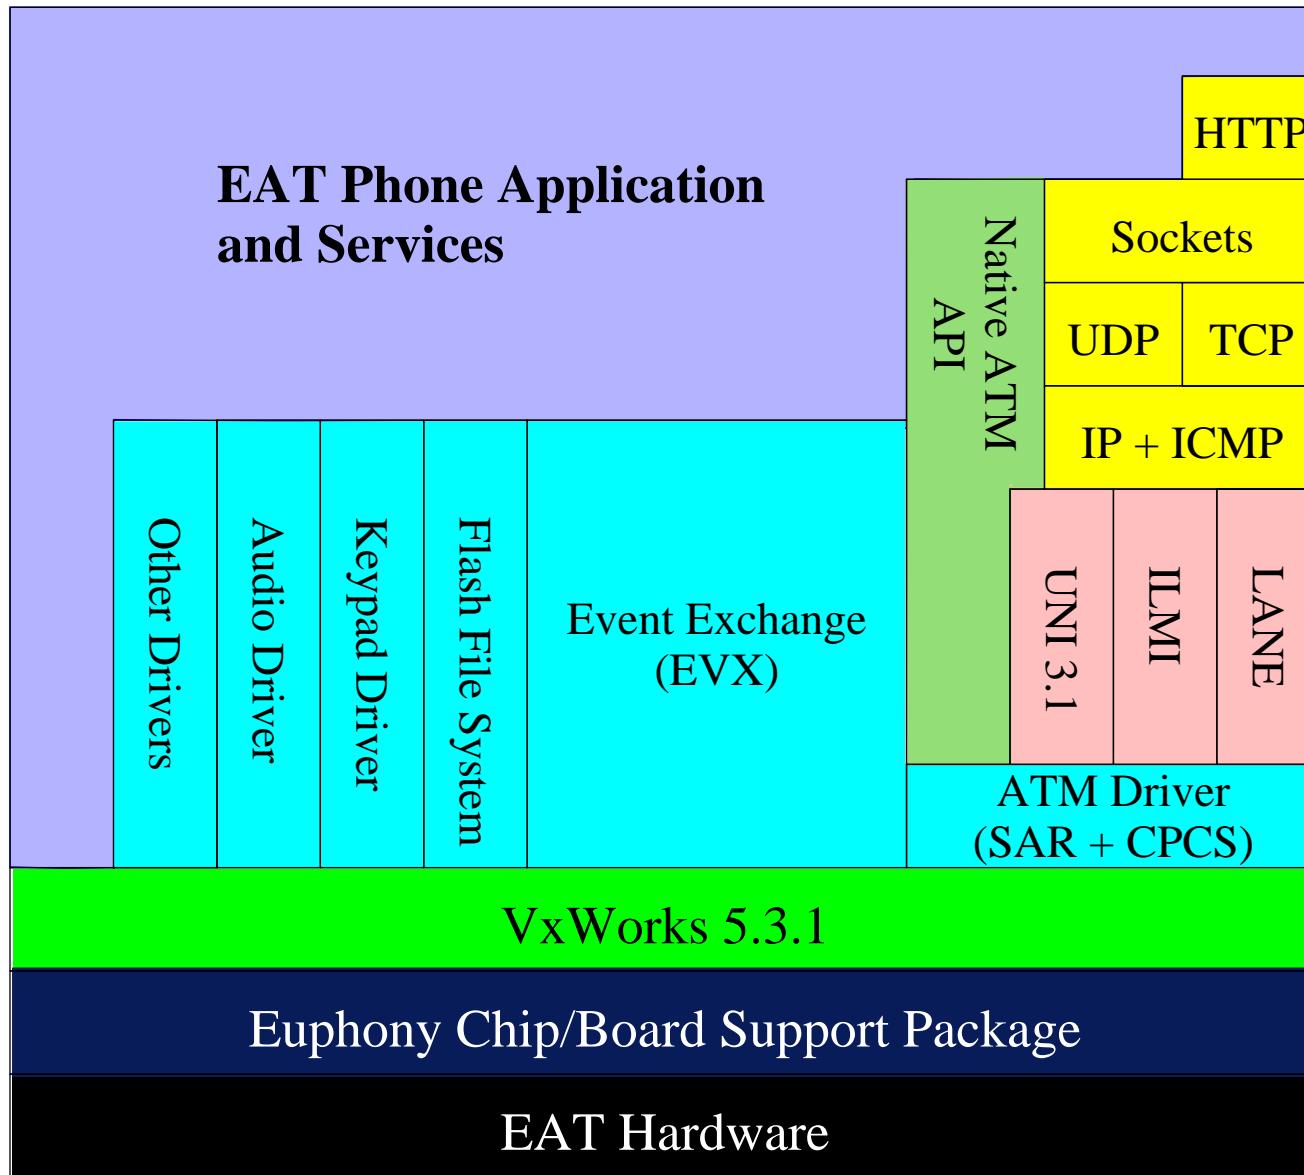 HTTP
EAT Phone Application
and Services
Native ATM
API
Sockets
UDP
TCP
IP + ICMP
Other Drivers
Audio Driver
Keypad Driver
Flash File System
Event Exchange
(EVX)
UNI 3.1
ILMI
LANE
ATM Driver
(SAR + CPCS)
VxWorks 5.3.1
Euphony Chip/Board Support Package
EAT Hardware